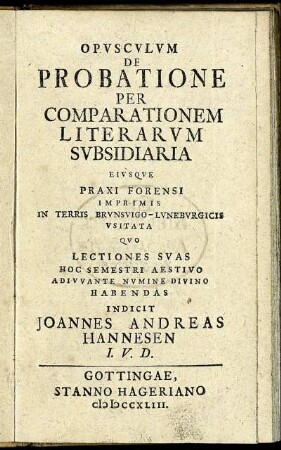 OPVSCVLVM
DE
PROBATIONE
PER
COMPARATIONEM
LITERARVM
SVBSIDIARIA
EIVSQVE
PRAXI FORENSI
IMPRIMIS
IN TERRIS BRVNSVIGO-LVNEBVRGICIS
VSITATA
QVO
LECTIONES SVAS
HOC SEMESTRI AESTIVO
ADIVVANTE NVMINE DIVINO
HABENDAS
INDICIT
JOANNES ANDREAS
HANNESEN
I. V. D.
GOTTINGAE,
STANNO HAGERIANO
cIↃIↃCCXLIII.